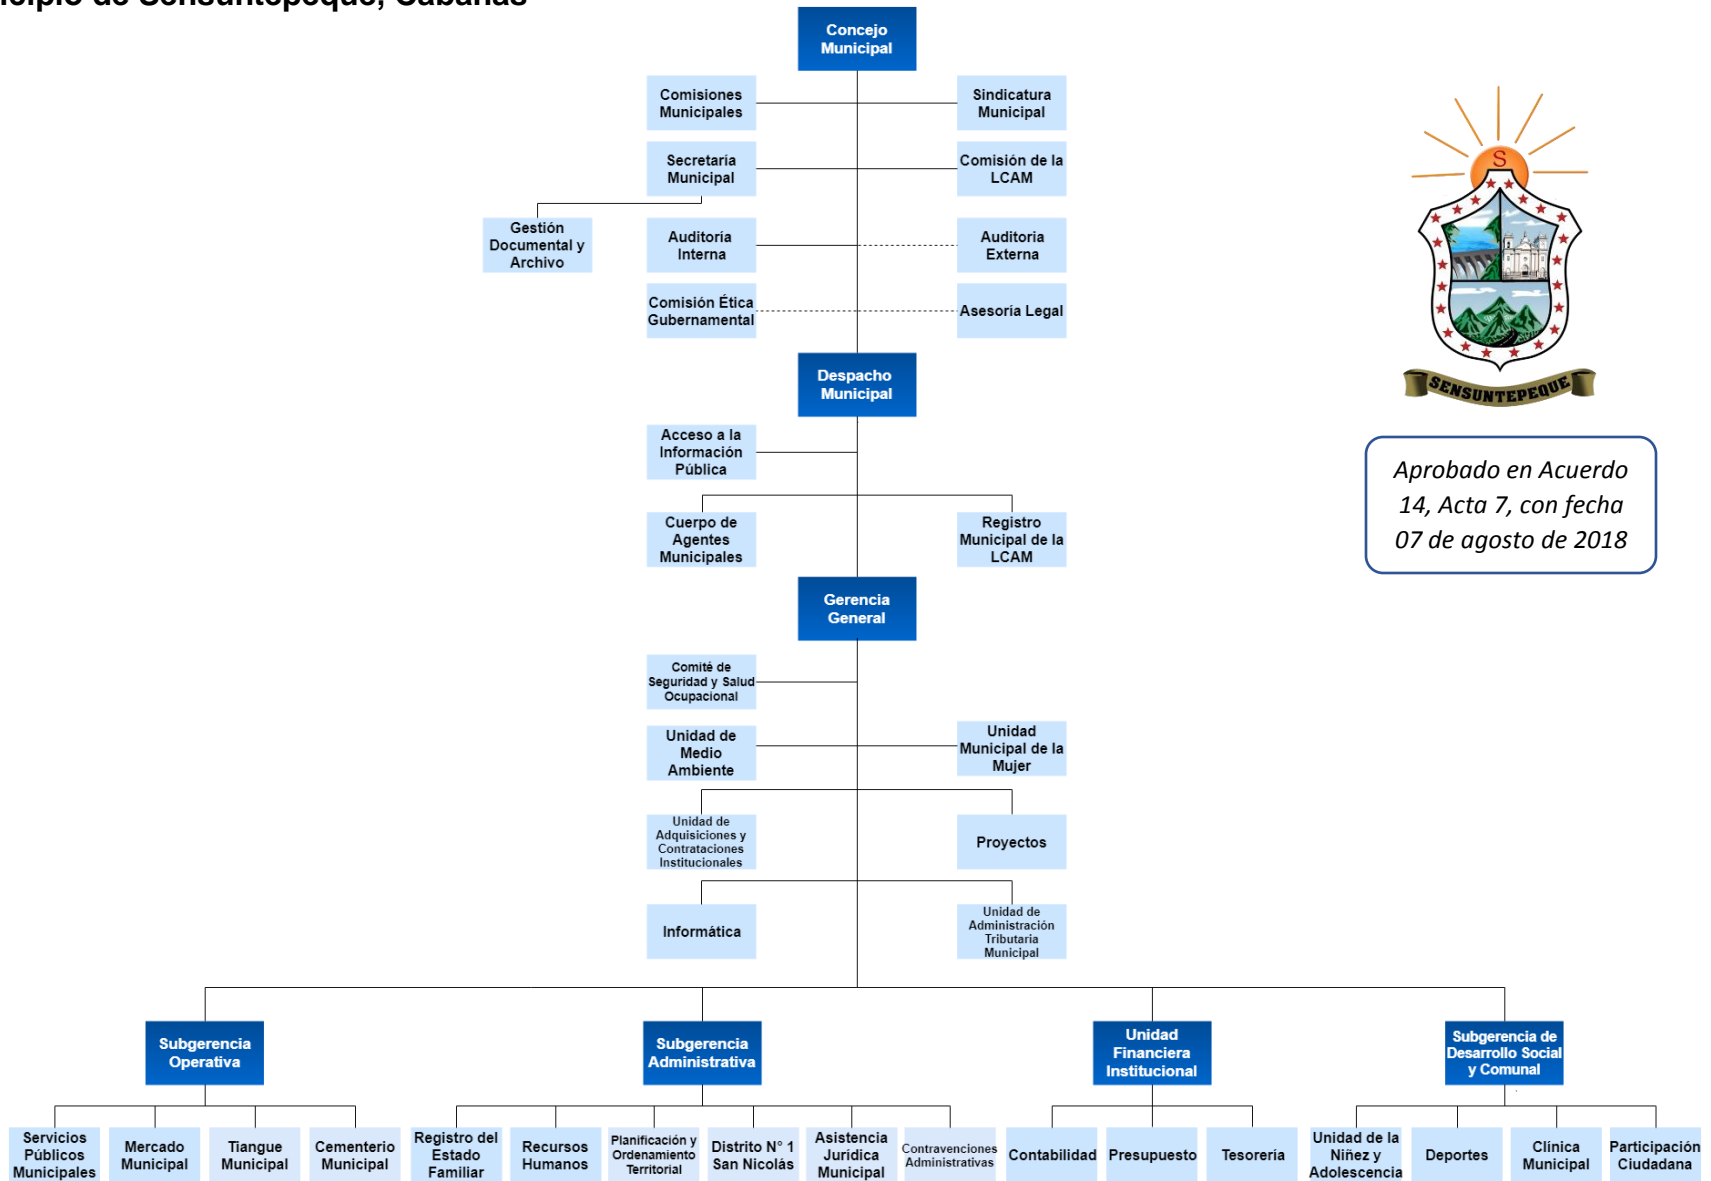 Concejo
Municipal
Comisiones
Municipales
Sindicatura
Municipal
Secretaría
Municipal
Comisión de la
LCAM
Gestión
Documental y
Archivo
Auditoría
Interna
Auditoria
Externa
Comisión Ética
Gubernamental
Asesoría Legal
Despacho
Municipal
Acceso a la
Información
Pública
Cuerpo de
Agentes
Municipales
Registro
Municipal de la
LCAM
Gerencia
General
Comité de
Seguridad y Salud
Ocupacional
Unidad de
Medio
Ambiente
Unidad
Municipal de la
Mujer
Unidad de
Adquisiciones y
Contrataciones
Institucionales
Proyectos
Informática
Unidad de
Administración
Tributaria
Municipal
Subgerencia
Operativa
Subgerencia
Administrativa
Unidad
Financiera
Institucional
Subgerencia de
Desarrollo Social
y Comunal
Servicios
Públicos
Municipales
Mercado
Municipal
Tiangue
Municipal
Cementerio
Municipal
Registro del
Estado
Familiar
Recursos
Humanos
Planificación y
Ordenamiento
Territorial
Distrito N° 1
San Nicolás
Asistencia
Jurídica
Municipal
Contravenciones
Administrativas
Contabilidad
Presupuesto
Tesorería
Unidad de la
Niñez y
Adolescencia
Deportes
Clínica
Municipal
Participación
Ciudadana
S
SENSUNTEPEQUE
Aprobado en Acuerdo
14, Acta 7, con fecha
07 de agosto de 2018